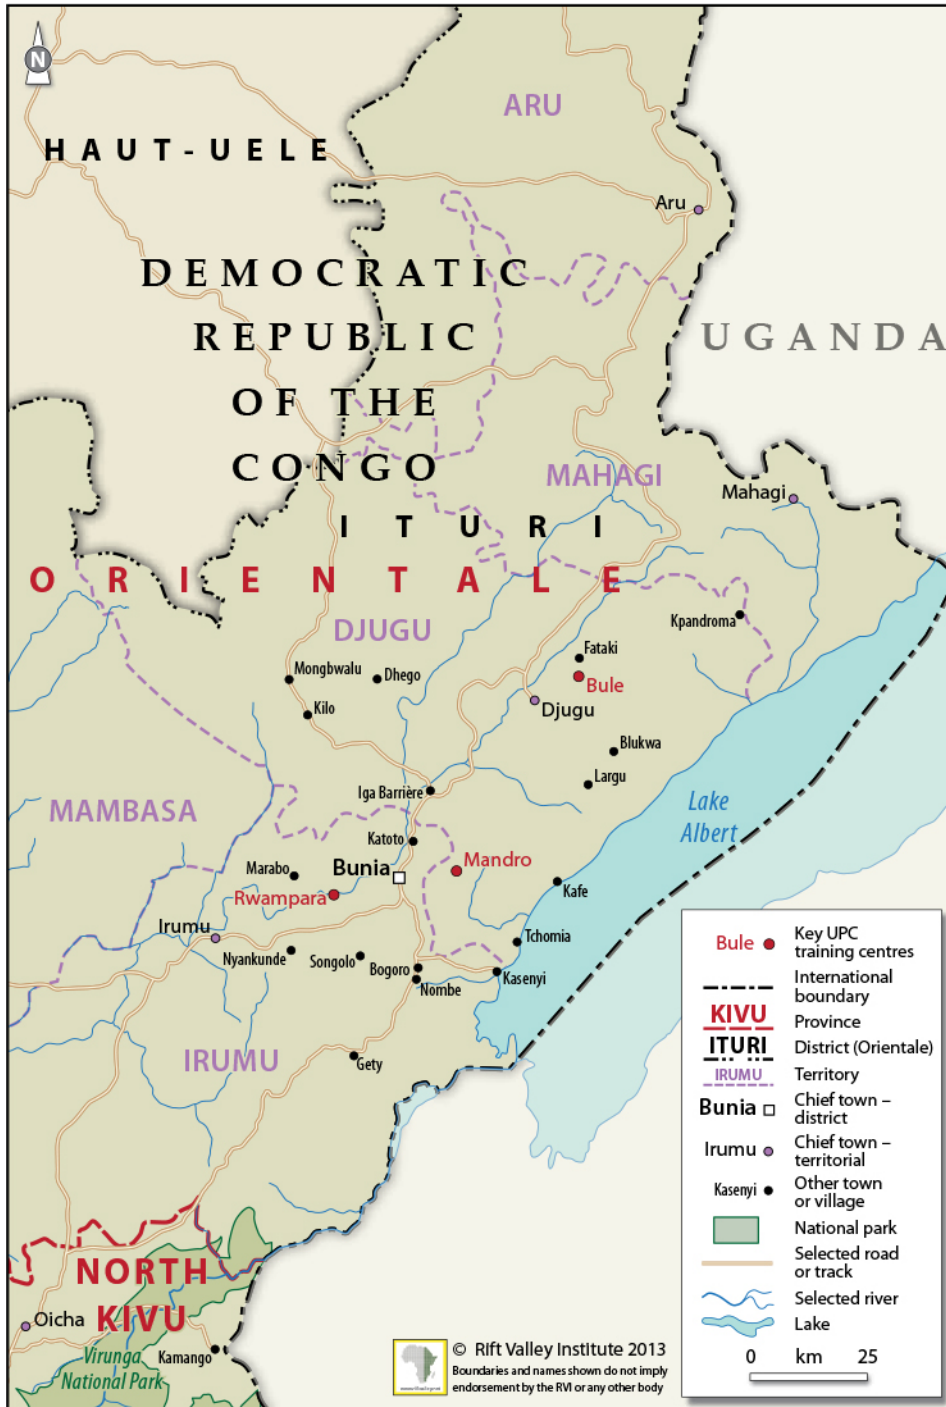 N
ARU
HAUT-UELE
Aru
DEMOCRATIC
REPUBLIC
OF THE
CONGO
UGANDA
MAHAGI
Mahagi
ITURI
ORIENTALE
DJUGU
Kpandroma
Fataki
Mongbwalu
Dhego
Bule
Djugu
Kilo
Blukwa
Largu
Iga Barrière
MAMBASA
Lake
Albert
Katoto
Mandro
Marabo
Bunia
Kafe
Rwampara
Irumu
Tchomia
Nyankunde
Songolo
Bogoro
Kasenyi
Nombe
IRUMU
Gety
NORTH
KIVU
Oicha
Virunga
National Park
Kamango
Bule
Key UPC
training centres
International
boundary
KIVU
Province
ITURI
District (Orientale)
IRUMU
Territory
Bunia
Chief town –
district
Irumu
Chief town –
territorial
Kasenyi
Other town
or village
National park
Selected road
or track
Selected river
Lake
0 km 25
© RIft Valley InstItute 2013
Boundaries and names shown do not imply
endorsement by the RVI or any other body